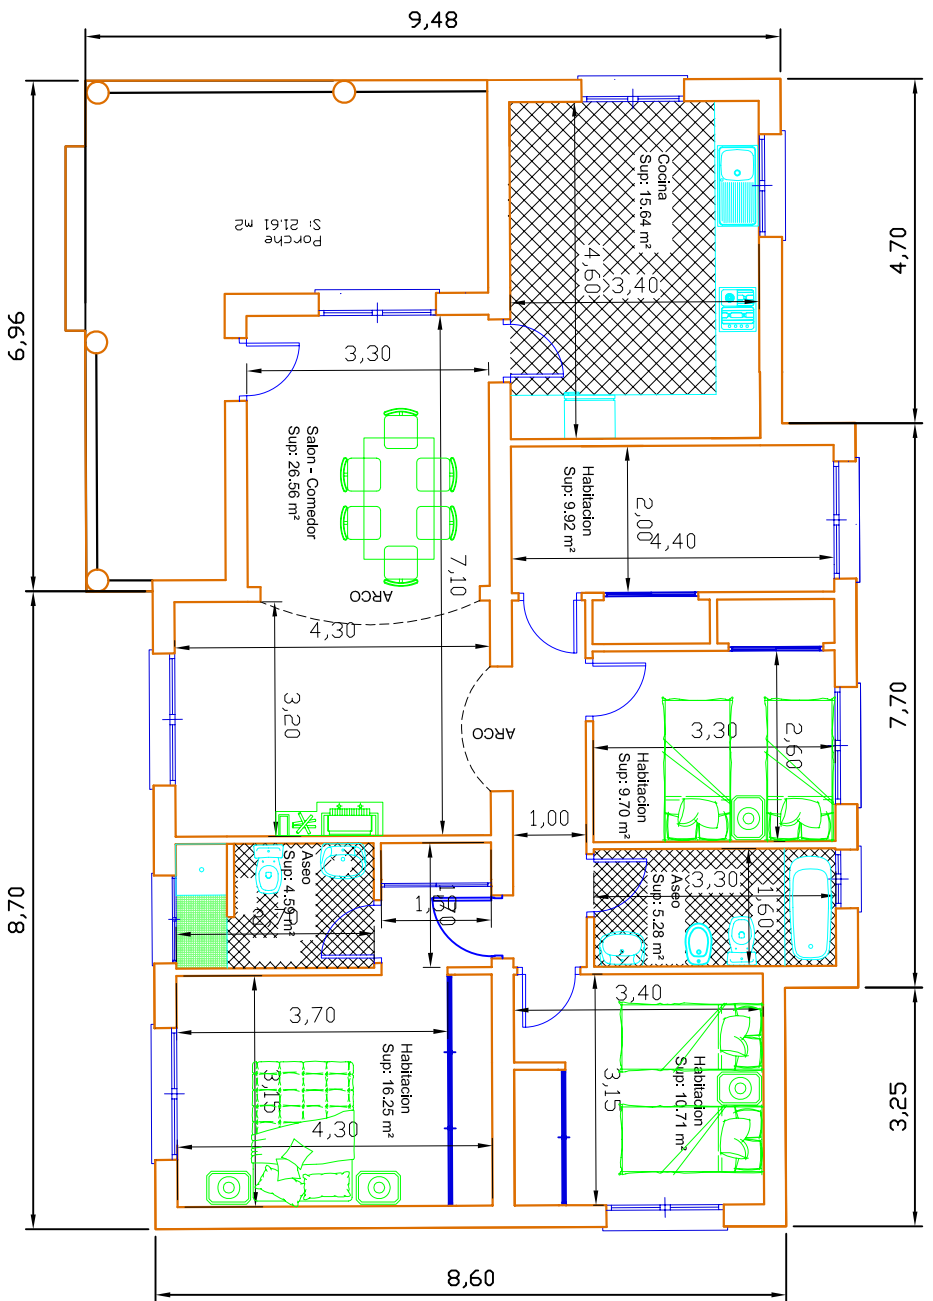 9,48
6,96
4,70
Cocina
Sup: 15.64 m²
4,60
3,40
Porche
S: 21.61 m2
3,30
Salon - Comedor
Sup: 26.56 m²
7,10
ARCO
Habitacion
Sup: 9.92 m²
2,00
4,40
4,30
3,20
ARCO
7,70
3,30
2,60
Habitacion
Sup: 9.70 m²
1,00
8,70
Aseo
Sup: 4.59 m²
3,30
1,60
Aseo
Sup: 5.28 m²
3,70
Habitacion
Sup: 16.25 m²
3,15
4,30
3,40
Habitacion
Sup: 10.71 m²
3,15
3,25
8,60